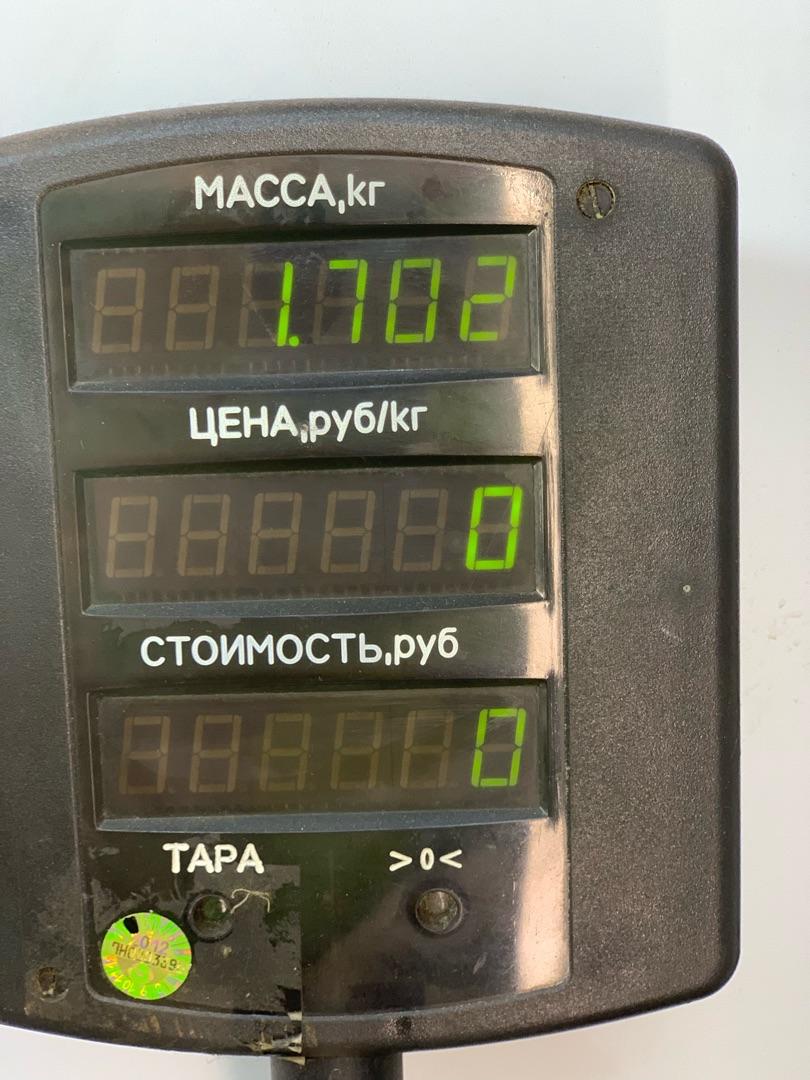 МАССА,кг
1.702
ЦЕНА,руб/кг
0
СТОИМОСТЬ,руб
0
ТАРА >0<